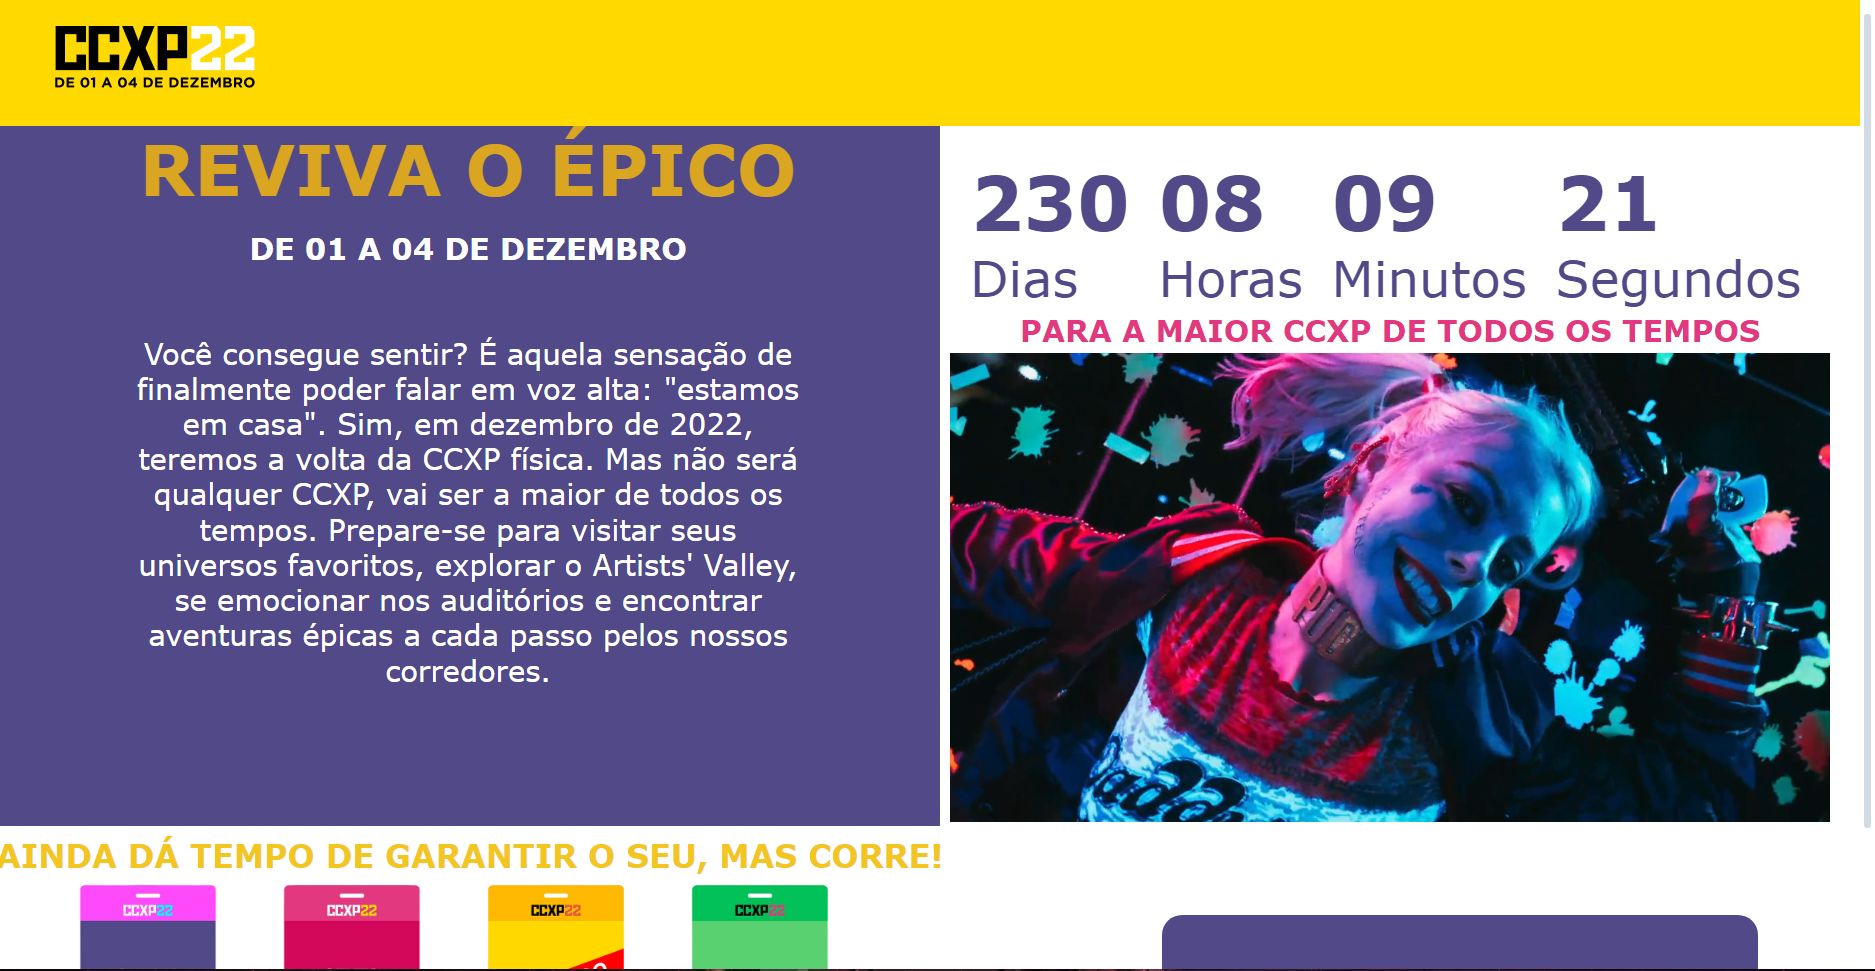 CCXP22
DE 01 A 04 DE DEZEMBRO
REVIVA O ÉPICO
DE 01 A 04 DE DEZEMBRO
Você consegue sentir? É aquela sensação de
finalmente poder falar em voz alta: "estamos
em casa". Sim, em dezembro de 2022,
teremos a volta da CCXP física. Mas não será
qualquer CCXP, vai ser a maior de todos os
tempos. Prepare-se para visitar seus
universos favoritos, explorar o Artists' Valley,
se emocionar nos auditórios e encontrar
aventuras épicas a cada passo pelos nossos
corredores.
230 08 09 21
Dias Horas Minutos Segundos
PARA A MAIOR CCXP DE TODOS OS TEMPOS
AINDA DÁ TEMPO DE GARANTIR O SEU, MAS CORRE!
CCXP22 CCXP22 CCXP22 CCXP22